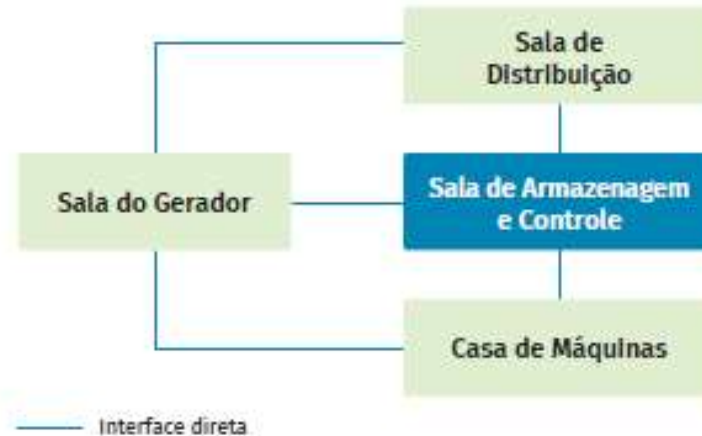 Sala de
Distribuição
Sala do Gerador
Sala de Armazenagem
e Controle
Casa de Máquinas
Interface direta